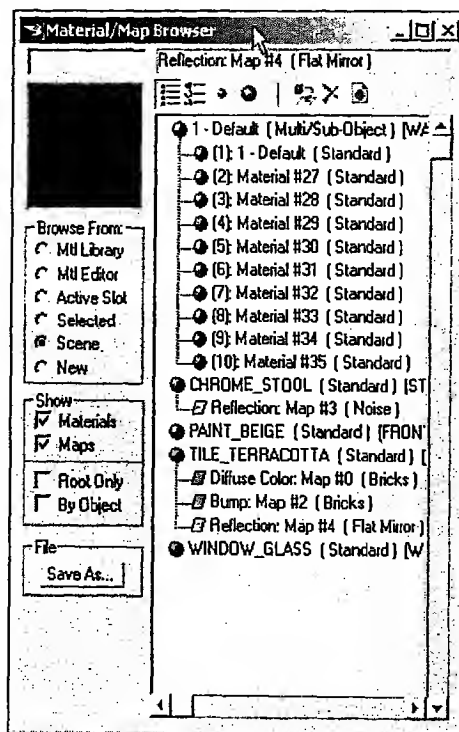 Material/Map Browser
Reflection: Map #4 ( Flat Mirror )
Browse From:
Mtl Library
Mtl Editor
Active Slot
Selected
Scene
New
Show
Materials
Maps
Root Only
By Object
File
Save As...
1 - Default ( Multi/Sub-Object ) [WA
(1): 1 - Default ( Standard )
(2): Material #27 ( Standard )
(3): Material #28 ( Standard )
(4): Material #29 ( Standard )
(5): Material #30 ( Standard )
(6): Material #31 ( Standard )
(7): Material #32 ( Standard )
(8): Material #33 ( Standard )
(9): Material #34 ( Standard )
(10): Material #35 ( Standard )
CHROME_STOOL ( Standard ) [ST
Reflection: Map #3 ( Noise )
PAINT_BEIGE ( Standard ) [FRON
TILE_TERRACOTTA ( Standard ) [
Diffuse Color: Map #0 ( Bricks )
Bump: Map #2 ( Bricks )
Reflection: Map #4 ( Flat Mirror )
WINDOW_GLASS ( Standard ) [W